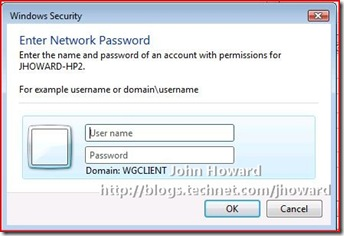 Windows Security
Enter Network Password
Enter the name and password of an account with permissions for
JHOWARD-HP2.
For example username or domain\username
User name
Password
Domain: WGCLIENT
John Howard
http://blogs.technet.com/jhoward
OK
Cancel